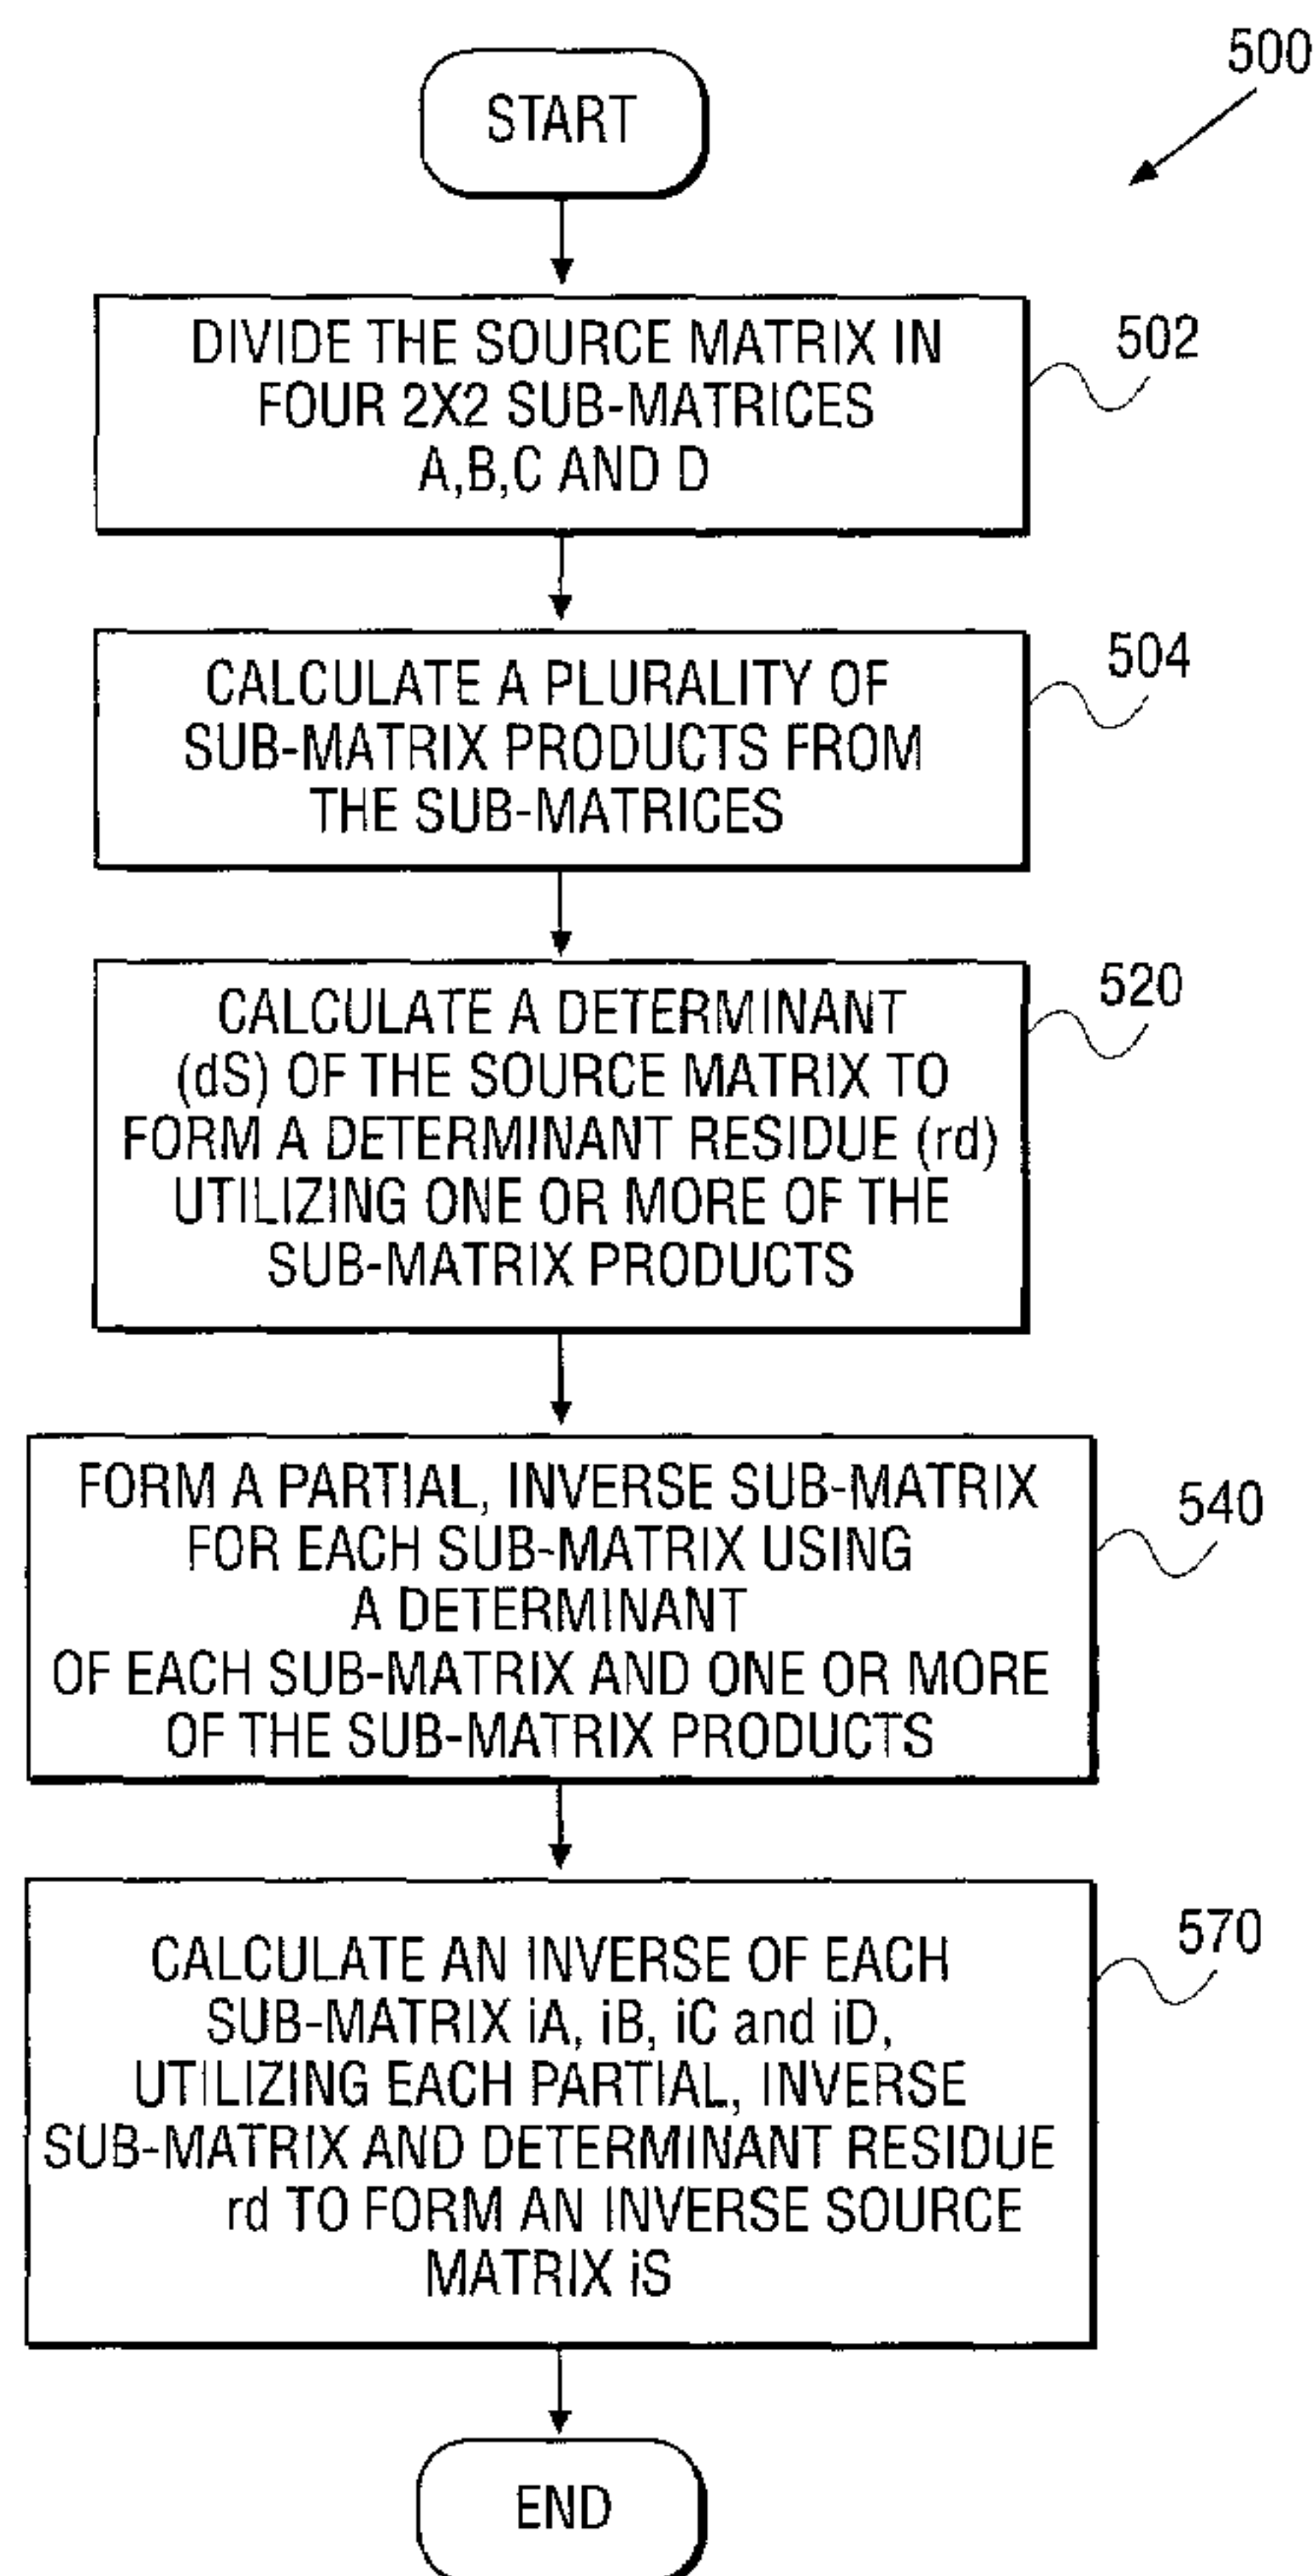 500
START
DIVIDE THE SOURCE MATRIX IN
FOUR 2X2 SUB-MATRICES
A,B,C AND D
502
CALCULATE A PLURALITY OF
SUB-MATRIX PRODUCTS FROM
THE SUB-MATRICES
504
CALCULATE A DETERMINANT
(dS) OF THE SOURCE MATRIX TO
FORM A DETERMINANT RESIDUE (rd)
UTILIZING ONE OR MORE OF THE
SUB-MATRIX PRODUCTS
520
FORM A PARTIAL, INVERSE SUB-MATRIX
FOR EACH SUB-MATRIX USING
A DETERMINANT
OF EACH SUB-MATRIX AND ONE OR MORE
OF THE SUB-MATRIX PRODUCTS
540
CALCULATE AN INVERSE OF EACH
SUB-MATRIX iA, iB, iC and iD,
UTILIZING EACH PARTIAL, INVERSE
SUB-MATRIX AND DETERMINANT RESIDUE
rd TO FORM AN INVERSE SOURCE
MATRIX iS
570
END